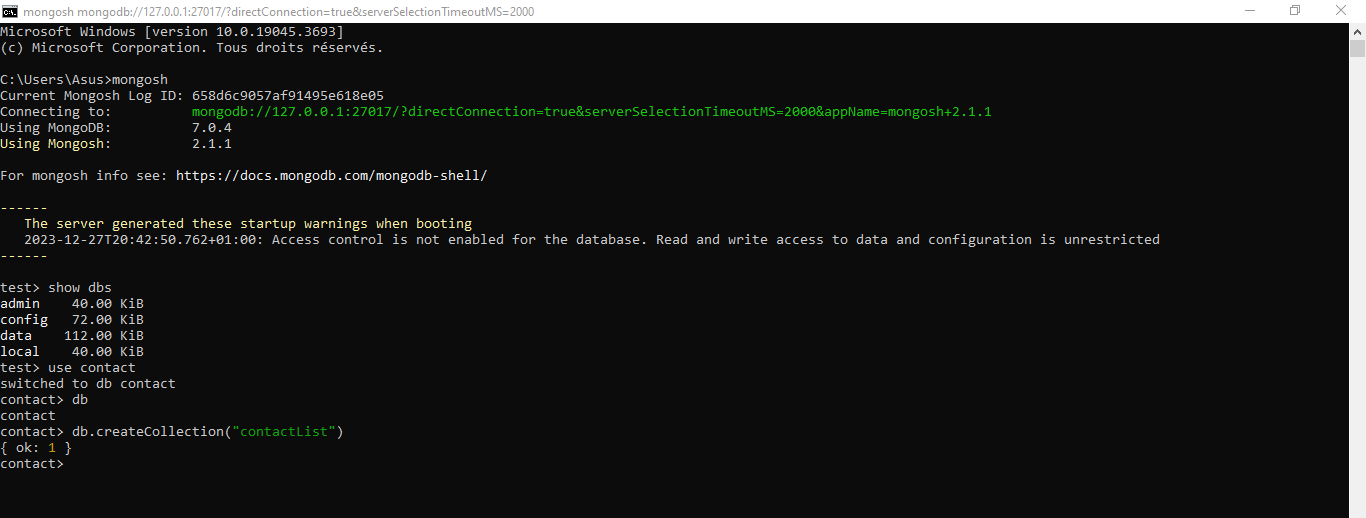 mongosh mongodb://127.0.0.1:27017/?directConnection=true&serverSelectionTimeoutMS=2000
Microsoft Windows [version 10.0.19045.3693]
(c) Microsoft Corporation. Tous droits réservés.
C:\Users\Asus>mongosh
Current Mongosh Log ID: 658d6c9057af91495e618e05
Connecting to:          mongodb://127.0.0.1:27017/?directConnection=true&serverSelectionTimeoutMS=2000&appName=mongosh+2.1.1
Using MongoDB:          7.0.4
Using Mongosh:          2.1.1
For mongosh info see: https://docs.mongodb.com/mongodb-shell/
------
   The server generated these startup warnings when booting
   2023-12-27T20:42:50.762+01:00: Access control is not enabled for the database. Read and write access to data and configuration is unrestricted
------
test> show dbs
admin    40.00 KiB
config   72.00 KiB
data    112.00 KiB
local    40.00 KiB
test> use contact
switched to db contact
contact> db
contact
contact> db.createCollection("contactList")
{ ok: 1 }
contact>